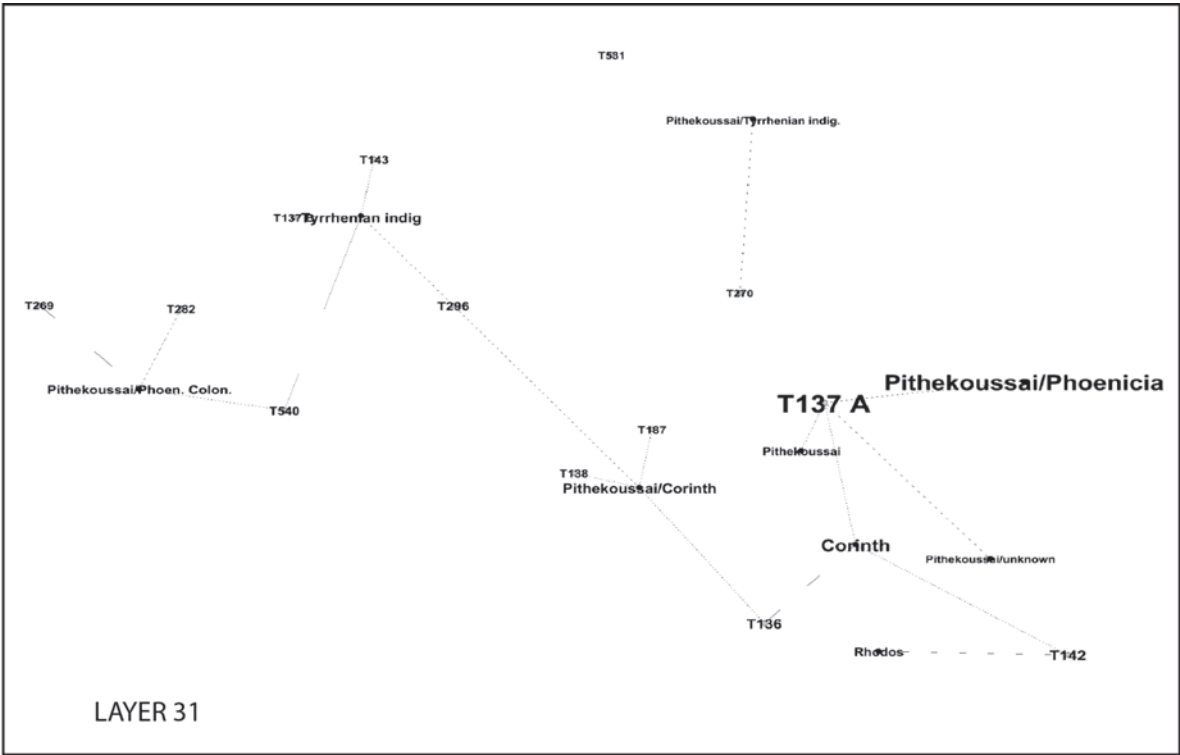 T581
Pithekoussai/Tyrrhenian indig.
T143
T137 B
Tyrrhenian indig
T269
T282
T296
T270
Pithekoussai/Phoen. Colon.
T540
Pithekoussai/Phoenicia
T137 A
T187
Pithekoussai
T138
Pithekoussai/Corinth
Corinth
Pithekoussai/unknown
T136
Rhodos
T142
LAYER 31